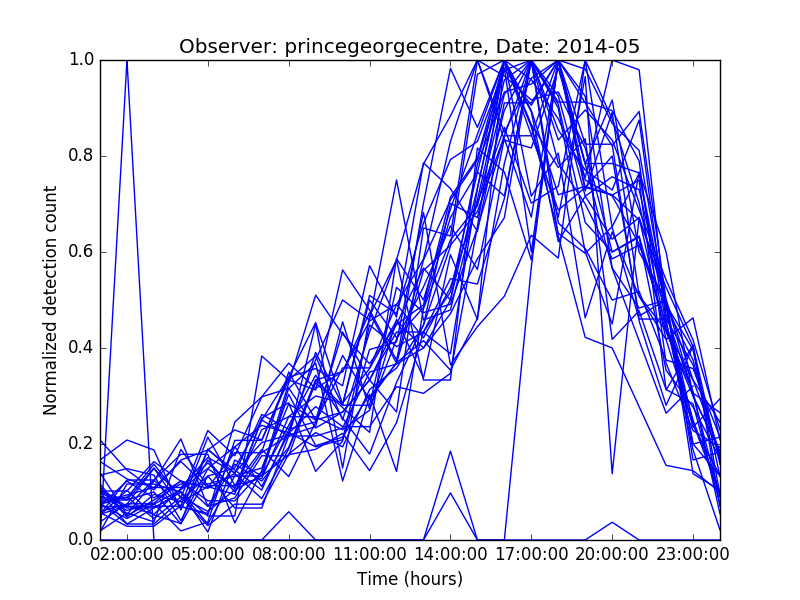 Observer: princegeorgecentre, Date: 2014-05
Normalized detection count
1.0
0.8
0.6
0.4
0.2
0.0
02:00:00 05:00:00 08:00:00 11:00:00 14:00:00 17:00:00 20:00:00 23:00:00
Time (hours)